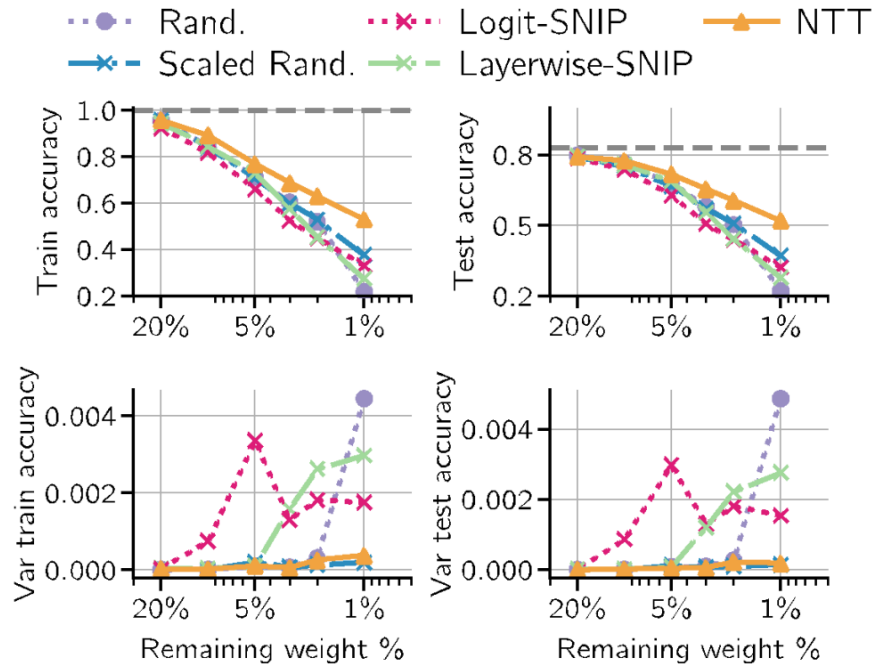 Rand. Logit-SNIP NTT
Scaled Rand. Layerwise-SNIP
Train accuracy
1.0
0.8
0.6
0.4
0.2
20% 5% 1%
Test accuracy
0.8
0.5
0.2
20% 5% 1%
Var train accuracy
0.004
0.002
0.000
20% 5% 1%
Remaining weight %
Var test accuracy
0.004
0.002
0.000
20% 5% 1%
Remaining weight %